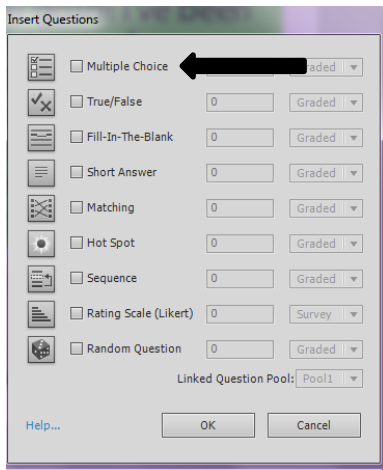 Insert Questions
Multiple Choice
True/False 0 Graded
Fill-In-The-Blank 0 Graded
Short Answer 0 Graded
Matching 0 Graded
Hot Spot 0 Graded
Sequence 0 Graded
Rating Scale (Likert) 0 Survey
Random Question 0 Graded
Linked Question Pool: Pool1
Help... OK Cancel